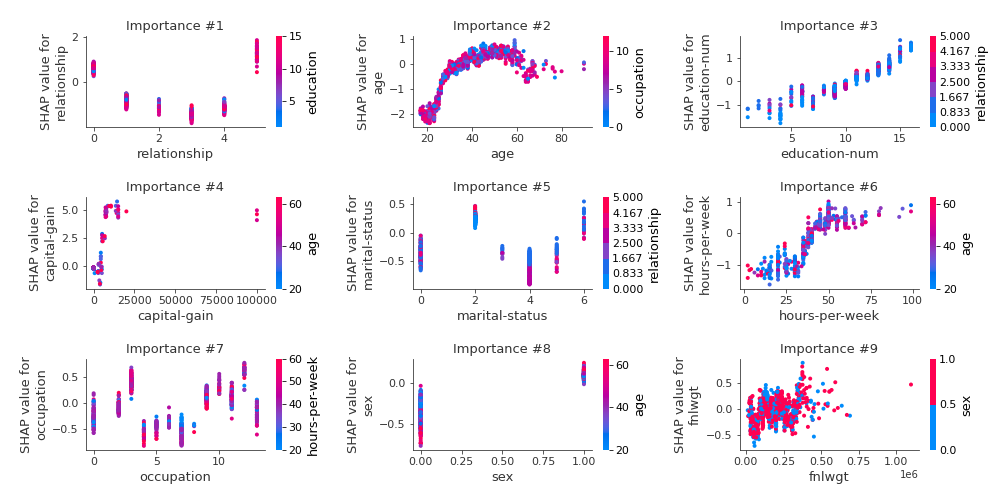 Importance #1
SHAP value for
relationship
2
0
0
2
4
relationship
15
10
5
education
Importance #2
SHAP value for
age
1
0
−1
−2
20
40
60
80
age
10
5
0
occupation
Importance #3
SHAP value for
education-num
1
0
−1
5
10
15
education-num
5.000
4.167
3.333
2.500
1.667
0.833
0.000
relationship
Importance #4
SHAP value for
capital-gain
5.0
2.5
0.0
0
25000
50000
75000
100000
capital-gain
60
40
20
age
Importance #5
SHAP value for
marital-status
0.5
0.0
−0.5
0
2
4
6
marital-status
5.000
4.167
3.333
2.500
1.667
0.833
0.000
relationship
Importance #6
SHAP value for
hours-per-week
1
0
−1
0
25
50
75
100
hours-per-week
60
40
20
age
Importance #7
SHAP value for
occupation
0.5
0.0
−0.5
0
5
10
occupation
60
50
40
30
20
hours-per-week
Importance #8
SHAP value for
sex
0.0
−0.5
0.00
0.25
0.50
0.75
1.00
sex
60
40
20
age
Importance #9
SHAP value for
fnlwgt
0.5
0.0
−0.5
0.00
0.25
0.50
0.75
1.00
1e6
fnlwgt
1.0
0.5
0.0
sex